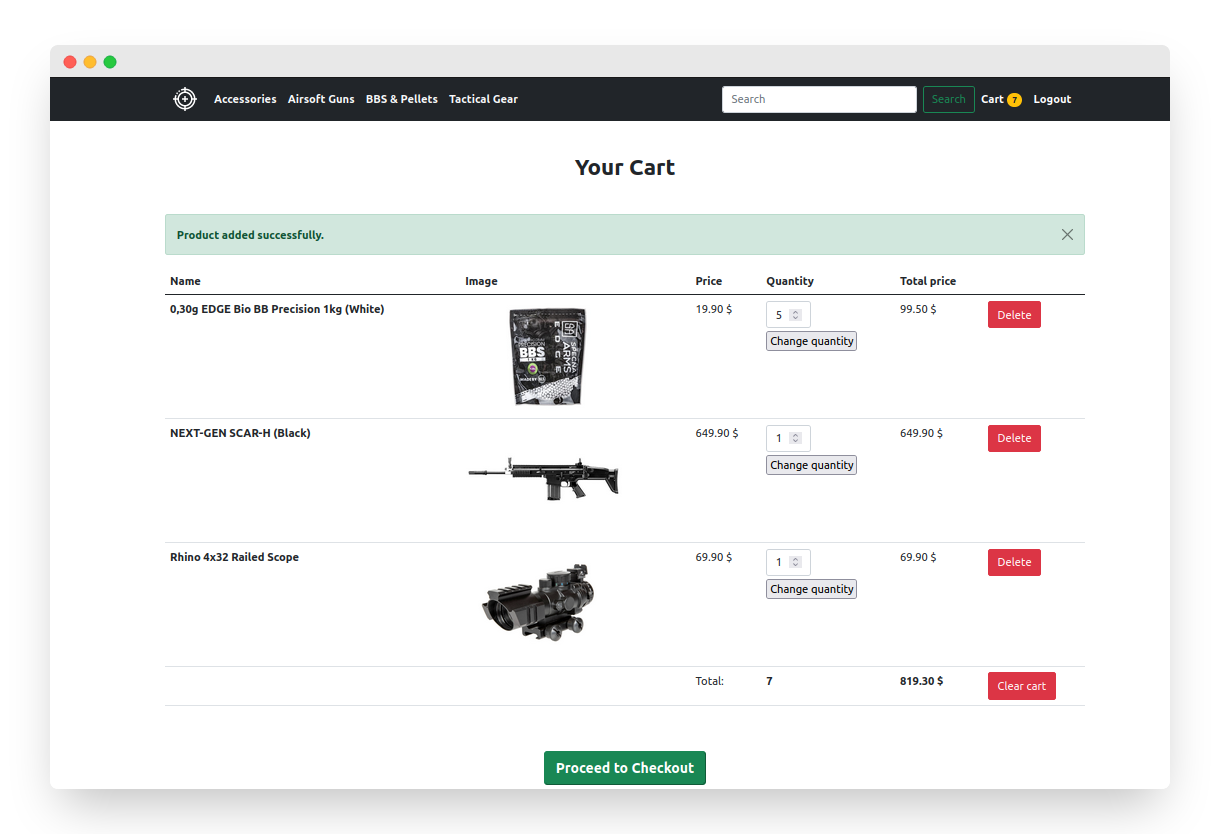 Accessories Airsoft Guns BBS & Pellets Tactical Gear Search Search Cart 7 Logout
Your Cart
Product added successfully.
Name Image Price Quantity Total price
0,30g EDGE Bio BB Precision 1kg (White) 19.90 $ 5 99.50 $ Delete
Change quantity
EDGE
SPECNA ARMS
PRECISION
BBS
NEXT-GEN SCAR-H (Black) 649.90 $ 1 649.90 $ Delete
Change quantity
Rhino 4x32 Railed Scope 69.90 $ 1 69.90 $ Delete
Change quantity
Total: 7 819.30 $ Clear cart
Proceed to Checkout